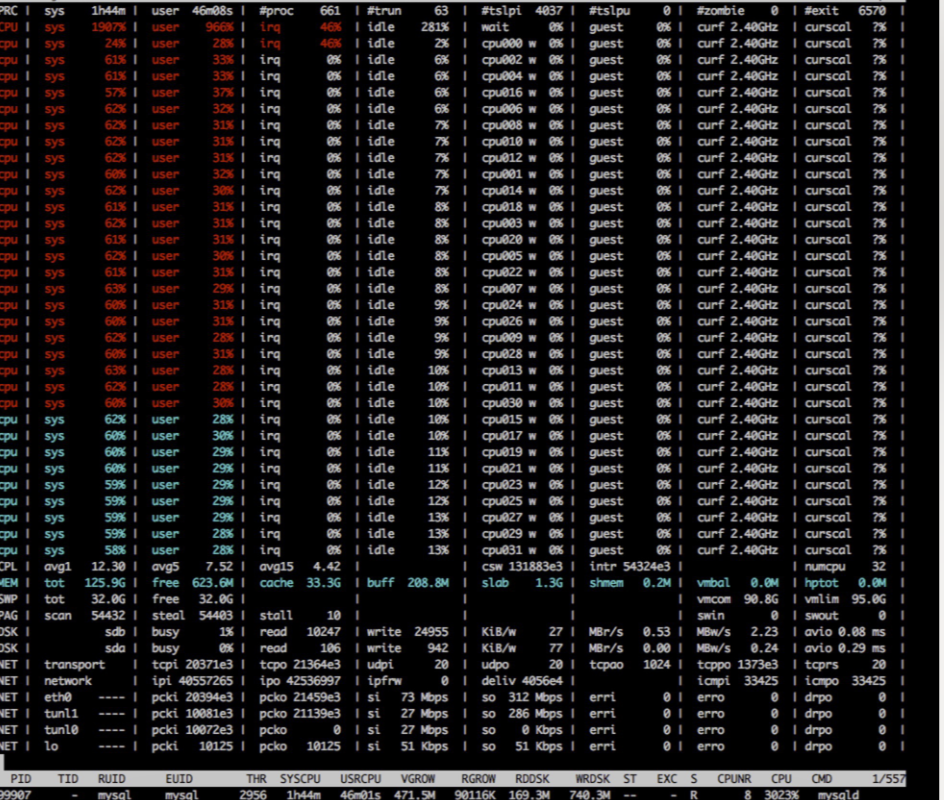 PRC | sys 1h44m | user 46m08s | #proc 661 | #trun 63 | #tslpi 4037 | #tslpu 0 | #zombie 0 | #exit 6570 |
CPU | sys 1907% | user 966% | irq 46% | idle 281% | wait 0% | guest 0% | curf 2.40GHz | curscal ?% |
cpu | sys 24% | user 28% | irq 46% | idle 2% | cpu000 w 0% | guest 0% | curf 2.40GHz | curscal ?% |
cpu | sys 61% | user 33% | irq 0% | idle 6% | cpu002 w 0% | guest 0% | curf 2.40GHz | curscal ?% |
cpu | sys 61% | user 33% | irq 0% | idle 6% | cpu004 w 0% | guest 0% | curf 2.40GHz | curscal ?% |
cpu | sys 57% | user 37% | irq 0% | idle 6% | cpu016 w 0% | guest 0% | curf 2.40GHz | curscal ?% |
cpu | sys 62% | user 32% | irq 0% | idle 6% | cpu006 w 0% | guest 0% | curf 2.40GHz | curscal ?% |
cpu | sys 62% | user 31% | irq 0% | idle 7% | cpu008 w 0% | guest 0% | curf 2.40GHz | curscal ?% |
cpu | sys 62% | user 31% | irq 0% | idle 7% | cpu010 w 0% | guest 0% | curf 2.40GHz | curscal ?% |
cpu | sys 62% | user 31% | irq 0% | idle 7% | cpu012 w 0% | guest 0% | curf 2.40GHz | curscal ?% |
cpu | sys 60% | user 32% | irq 0% | idle 7% | cpu001 w 0% | guest 0% | curf 2.40GHz | curscal ?% |
cpu | sys 62% | user 30% | irq 0% | idle 7% | cpu014 w 0% | guest 0% | curf 2.40GHz | curscal ?% |
cpu | sys 61% | user 31% | irq 0% | idle 8% | cpu018 w 0% | guest 0% | curf 2.40GHz | curscal ?% |
cpu | sys 62% | user 31% | irq 0% | idle 8% | cpu003 w 0% | guest 0% | curf 2.40GHz | curscal ?% |
cpu | sys 61% | user 31% | irq 0% | idle 8% | cpu020 w 0% | guest 0% | curf 2.40GHz | curscal ?% |
cpu | sys 62% | user 30% | irq 0% | idle 8% | cpu005 w 0% | guest 0% | curf 2.40GHz | curscal ?% |
cpu | sys 61% | user 31% | irq 0% | idle 8% | cpu022 w 0% | guest 0% | curf 2.40GHz | curscal ?% |
cpu | sys 63% | user 29% | irq 0% | idle 8% | cpu007 w 0% | guest 0% | curf 2.40GHz | curscal ?% |
cpu | sys 60% | user 31% | irq 0% | idle 9% | cpu024 w 0% | guest 0% | curf 2.40GHz | curscal ?% |
cpu | sys 60% | user 31% | irq 0% | idle 9% | cpu026 w 0% | guest 0% | curf 2.40GHz | curscal ?% |
cpu | sys 62% | user 28% | irq 0% | idle 9% | cpu009 w 0% | guest 0% | curf 2.40GHz | curscal ?% |
cpu | sys 60% | user 31% | irq 0% | idle 9% | cpu028 w 0% | guest 0% | curf 2.40GHz | curscal ?% |
cpu | sys 63% | user 28% | irq 0% | idle 10% | cpu013 w 0% | guest 0% | curf 2.40GHz | curscal ?% |
cpu | sys 62% | user 28% | irq 0% | idle 10% | cpu011 w 0% | guest 0% | curf 2.40GHz | curscal ?% |
cpu | sys 60% | user 30% | irq 0% | idle 10% | cpu030 w 0% | guest 0% | curf 2.40GHz | curscal ?% |
cpu | sys 62% | user 28% | irq 0% | idle 10% | cpu015 w 0% | guest 0% | curf 2.40GHz | curscal ?% |
cpu | sys 60% | user 30% | irq 0% | idle 10% | cpu017 w 0% | guest 0% | curf 2.40GHz | curscal ?% |
cpu | sys 60% | user 29% | irq 0% | idle 11% | cpu019 w 0% | guest 0% | curf 2.40GHz | curscal ?% |
cpu | sys 60% | user 29% | irq 0% | idle 11% | cpu021 w 0% | guest 0% | curf 2.40GHz | curscal ?% |
cpu | sys 59% | user 29% | irq 0% | idle 12% | cpu023 w 0% | guest 0% | curf 2.40GHz | curscal ?% |
cpu | sys 59% | user 29% | irq 0% | idle 12% | cpu025 w 0% | guest 0% | curf 2.40GHz | curscal ?% |
cpu | sys 59% | user 29% | irq 0% | idle 13% | cpu027 w 0% | guest 0% | curf 2.40GHz | curscal ?% |
cpu | sys 59% | user 28% | irq 0% | idle 13% | cpu029 w 0% | guest 0% | curf 2.40GHz | curscal ?% |
cpu | sys 58% | user 28% | irq 0% | idle 13% | cpu031 w 0% | guest 0% | curf 2.40GHz | curscal ?% |
CPL | avg1 12.30 | avg5 7.52 | avg15 4.42 | | csw 131883e3 | intr 54324e3 | | numcpu 32 |
MEM | tot 125.9G | free 623.6M | cache 33.3G | buff 208.8M | slab 1.3G | shmem 0.2M | vmbal 0.0M | hptot 0.0M |
SWP | tot 32.0G | free 32.0G | | | | | vmcom 90.8G | vmlim 95.0G |
PAG | scan 54432 | steal 54403 | stall 10 | | | | swin 0 | swout 0 |
DSK | sdb | busy 1% | read 10247 | write 24955 | KiB/w 27 | MBr/s 0.53 | MBw/s 2.23 | avio 0.08 ms |
DSK | sda | busy 0% | read 106 | write 942 | KiB/w 77 | MBr/s 0.00 | MBw/s 0.24 | avio 0.29 ms |
NET | transport | tcpi 20371e3 | tcpo 21364e3 | udpi 20 | udpo 20 | tcpao 1024 | tcppo 1373e3 | tcprs 20 |
NET | network | ipi 40557265 | ipo 42536997 | ipfrw 0 | deliv 4056e4 | | icmpi 33425 | icmpo 33425 |
NET | eth0 ---- | pcki 20394e3 | pcko 21459e3 | si 73 Mbps | so 312 Mbps | erri 0 | erro 0 | drpo 0 |
NET | tunl1 ---- | pcki 10081e3 | pcko 21139e3 | si 27 Mbps | so 286 Mbps | erri 0 | erro 0 | drpo 0 |
NET | tunl0 ---- | pcki 10072e3 | pcko 0 | si 27 Mbps | so 0 Kbps | erri 0 | erro 0 | drpo 0 |
NET | lo ---- | pcki 10125 | pcko 10125 | si 51 Kbps | so 51 Kbps | erri 0 | erro 0 | drpo 0 |
PID TID RUID EUID THR SYSCPU USRCPU VGROW RGROW RDDSK WRDSK ST EXC S CPUNR CPU CMD 1/557
99907 - mysql mysql 2956 1h44m 46m01s 471.5M 90116K 169.3M 740.3M -- - R 8 3023% mysqld